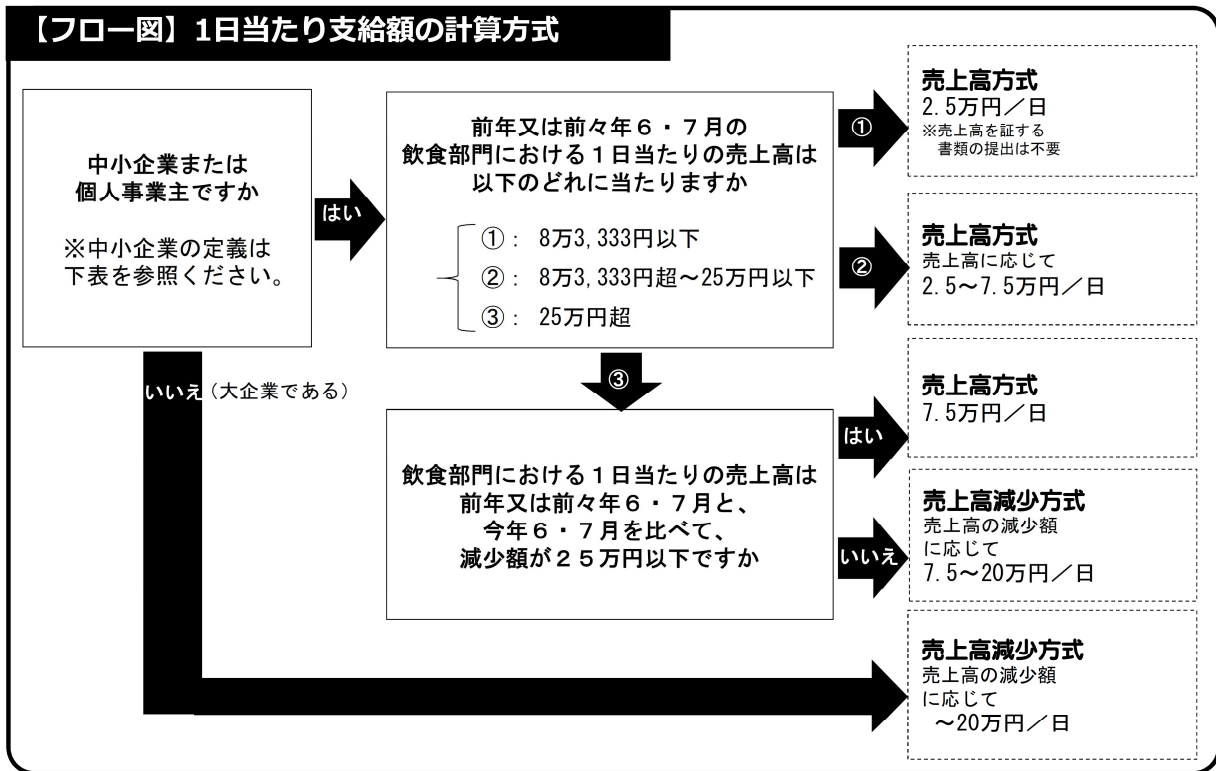 【フロー図】1日当たり支給額の計算方式
中小企業または
個人事業主ですか
※中小企業の定義は
下表を参照ください。
はい
前年又は前々年６・７月の
飲食部門における１日当たりの売上高は
以下のどれに当たりますか
①： 8万3,333円以下
②： 8万3,333円超～25万円以下
③： 25万円超
①
売上高方式
2.5万円／日
※売上高を証する
書類の提出は不要
②
売上高方式
売上高に応じて
2.5～7.5万円／日
③
いいえ（大企業である）
飲食部門における１日当たりの売上高は
前年又は前々年６・７月と、
今年６・７月を比べて、
減少額が２５万円以下ですか
はい
売上高方式
7.5万円／日
いいえ
売上高減少方式
売上高の減少額
に応じて
7.5～20万円／日
売上高減少方式
売上高の減少額
に応じて
～20万円／日